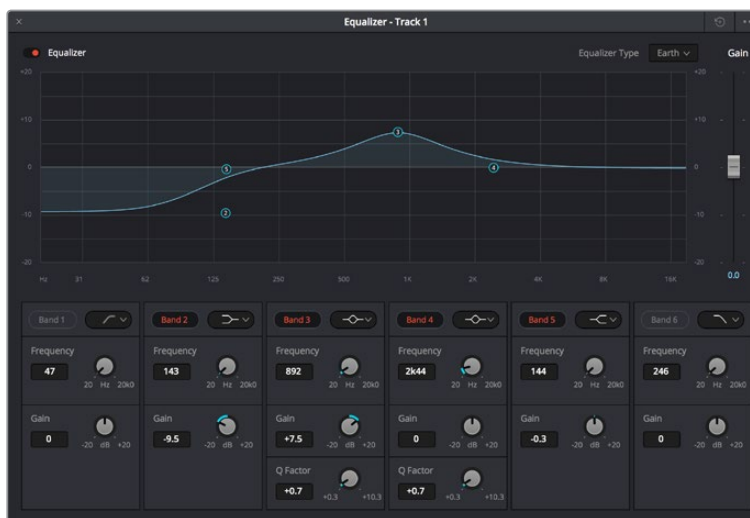 Equalizer - Track 1
Equalizer
Equalizer Type Earth Gain
+20 +20
+10 +10
0 0
-10 -10
-20 -20
5
2
3
4
Hz 31 62 125 250 500 1K 2K 4K 8K 16K
0.0
Band 1 Band 2 Band 3 Band 4 Band 5 Band 6
Frequency Frequency Frequency Frequency Frequency Frequency
47 143 892 2k44 144 246
20 Hz 20k0 20 Hz 20k0 20 Hz 20k0 20 Hz 20k0 20 Hz 20k0 20 Hz 20k0
Gain Gain Gain Gain Gain Gain
0 -9.5 +7.5 0 -0.3 0
-20 dB +20 -20 dB +20 -20 dB +20 -20 dB +20 -20 dB +20 -20 dB +20
Q Factor Q Factor
+0.7 +0.7
+0.3 +10.3 +0.3 +10.3